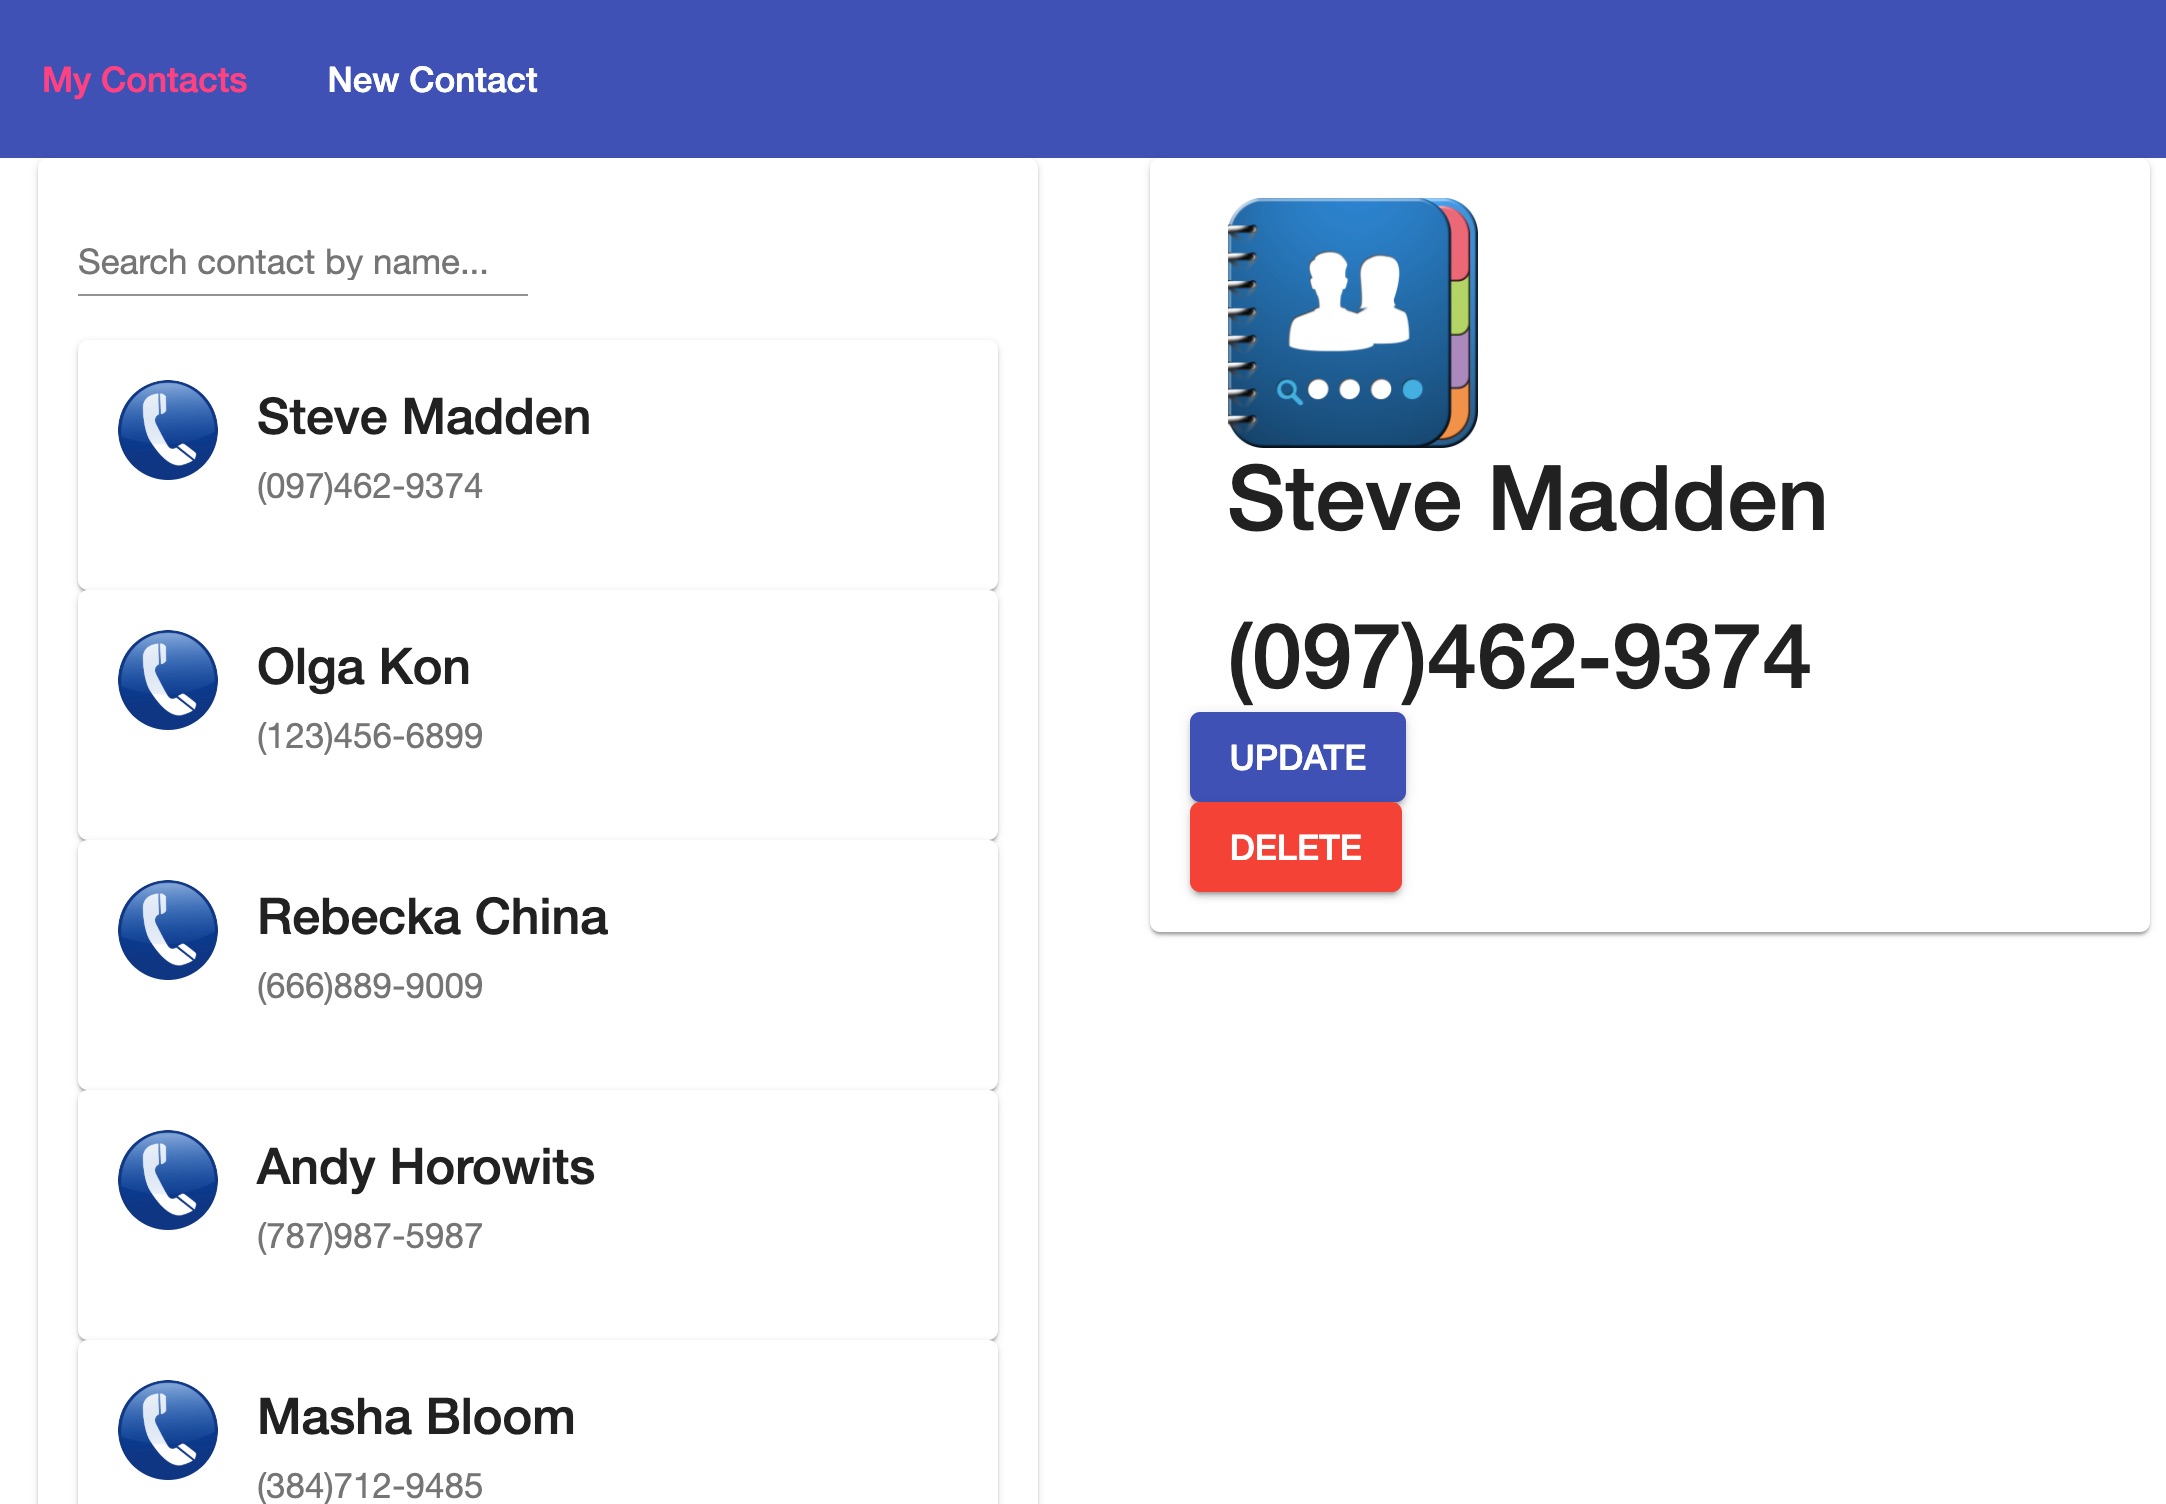 My Contacts
New Contact
Search contact by name...
Steve Madden
(097)462-9374
Olga Kon
(123)456-6899
Rebecka China
(666)889-9009
Andy Horowits
(787)987-5987
Masha Bloom
(384)712-9485
Steve Madden
(097)462-9374
UPDATE
DELETE